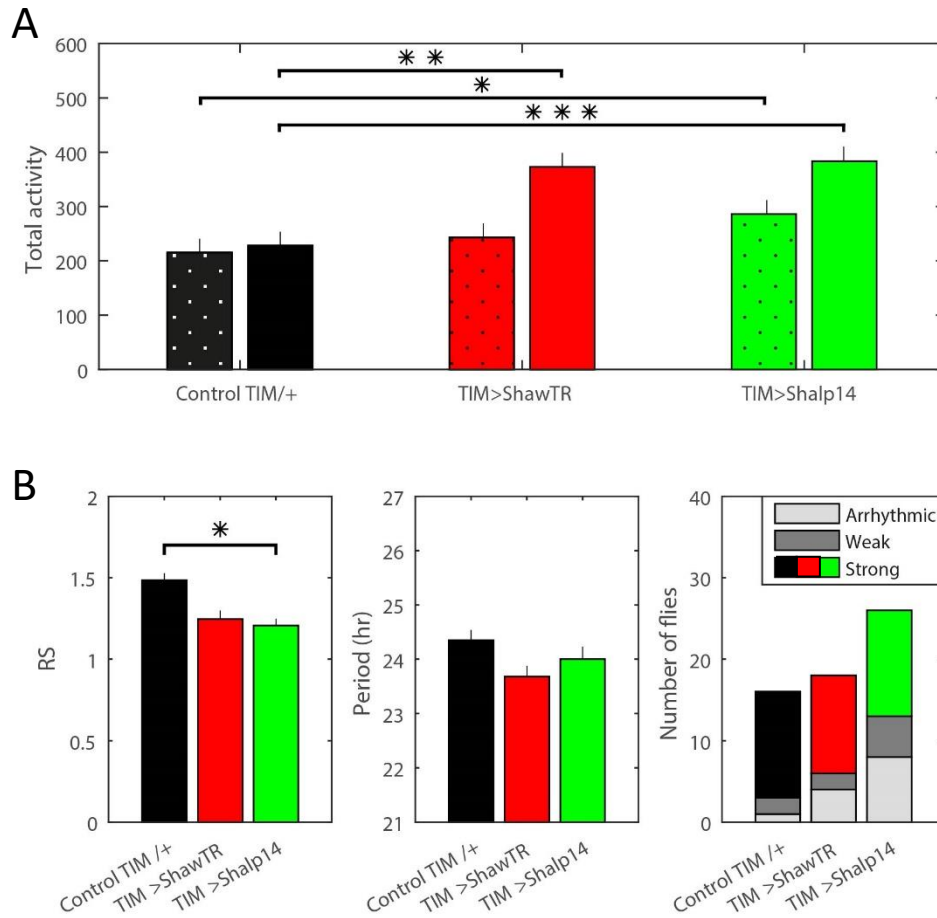 A
600
500
400
300
200
100
0
Total activity
* *
*
* * *
Control TIM/+ TIM>ShawTR TIM>Shalp14
B
2
1.5
1
0.5
0
RS
*
Control TIM /+
TIM >ShawTR
TIM >Shalp14
27
26
25
24
23
22
21
Period (hr)
Control TIM /+
TIM >ShawTR
TIM >Shalp14
40
30
20
10
0
Number of flies
Arrhythmic
Weak
Strong
Control TIM /+
TIM >ShawTR
TIM >Shalp14